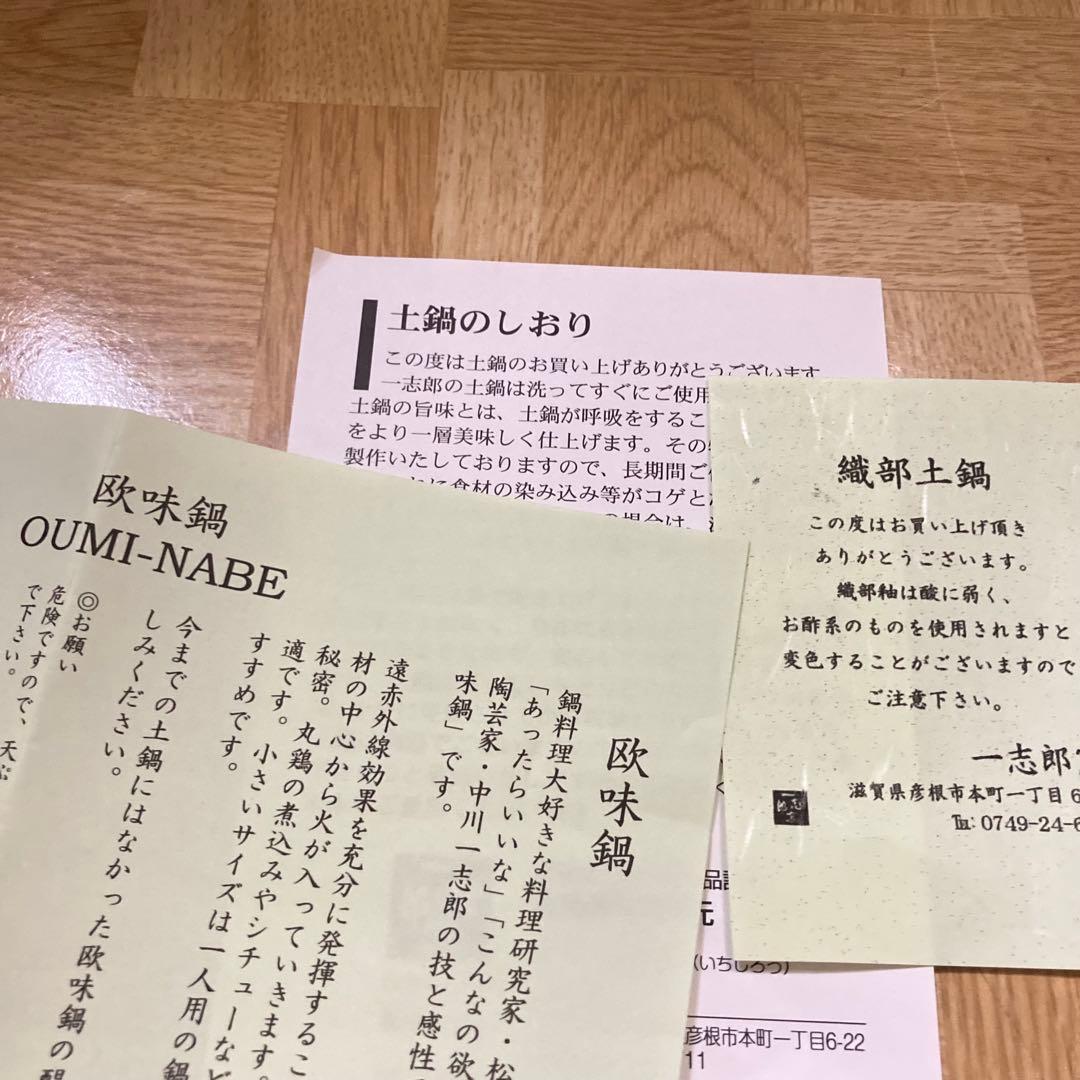 土鍋のしおり
この度は土鍋のお買い上げありがとうございます
一志郎の土鍋は洗ってすぐにご使用
土鍋の旨味とは、土鍋が呼吸をするこ
をより一層美味しく仕上げます。その
製作いたしておりますので、長期間ご
に食材の染み込み等がコゲと
の場合は、
織部土鍋
この度はお買い上げ頂き
ありがとうございます。
織部釉は酸に弱く、
お酢系のものを使用されますと
変色することがございますので
ご注意下さい。
一志郎
滋賀県彦根市本町一丁目6
℡:0749-24-6
欧味鍋
OUMI-NABE
欧味鍋
鍋料理大好きな料理研究家・松
「あったらいいな」「こんなの欲
陶芸家・中川一志郎の技と感性
味鍋」です。
遠赤外線効果を充分に発揮するこ
材の中心から火が入っていきます。
秘密。丸鶏の煮込みやシチューなど
適です。小さいサイズは一人用の鍋
すすめです。
今までの土鍋にはなかった欧味鍋の醍
しみください。
◎お願い
危険ですので、天ぷ
で下さい。
品
元
(いちしろう)
彦根市本町一丁目6-22
11